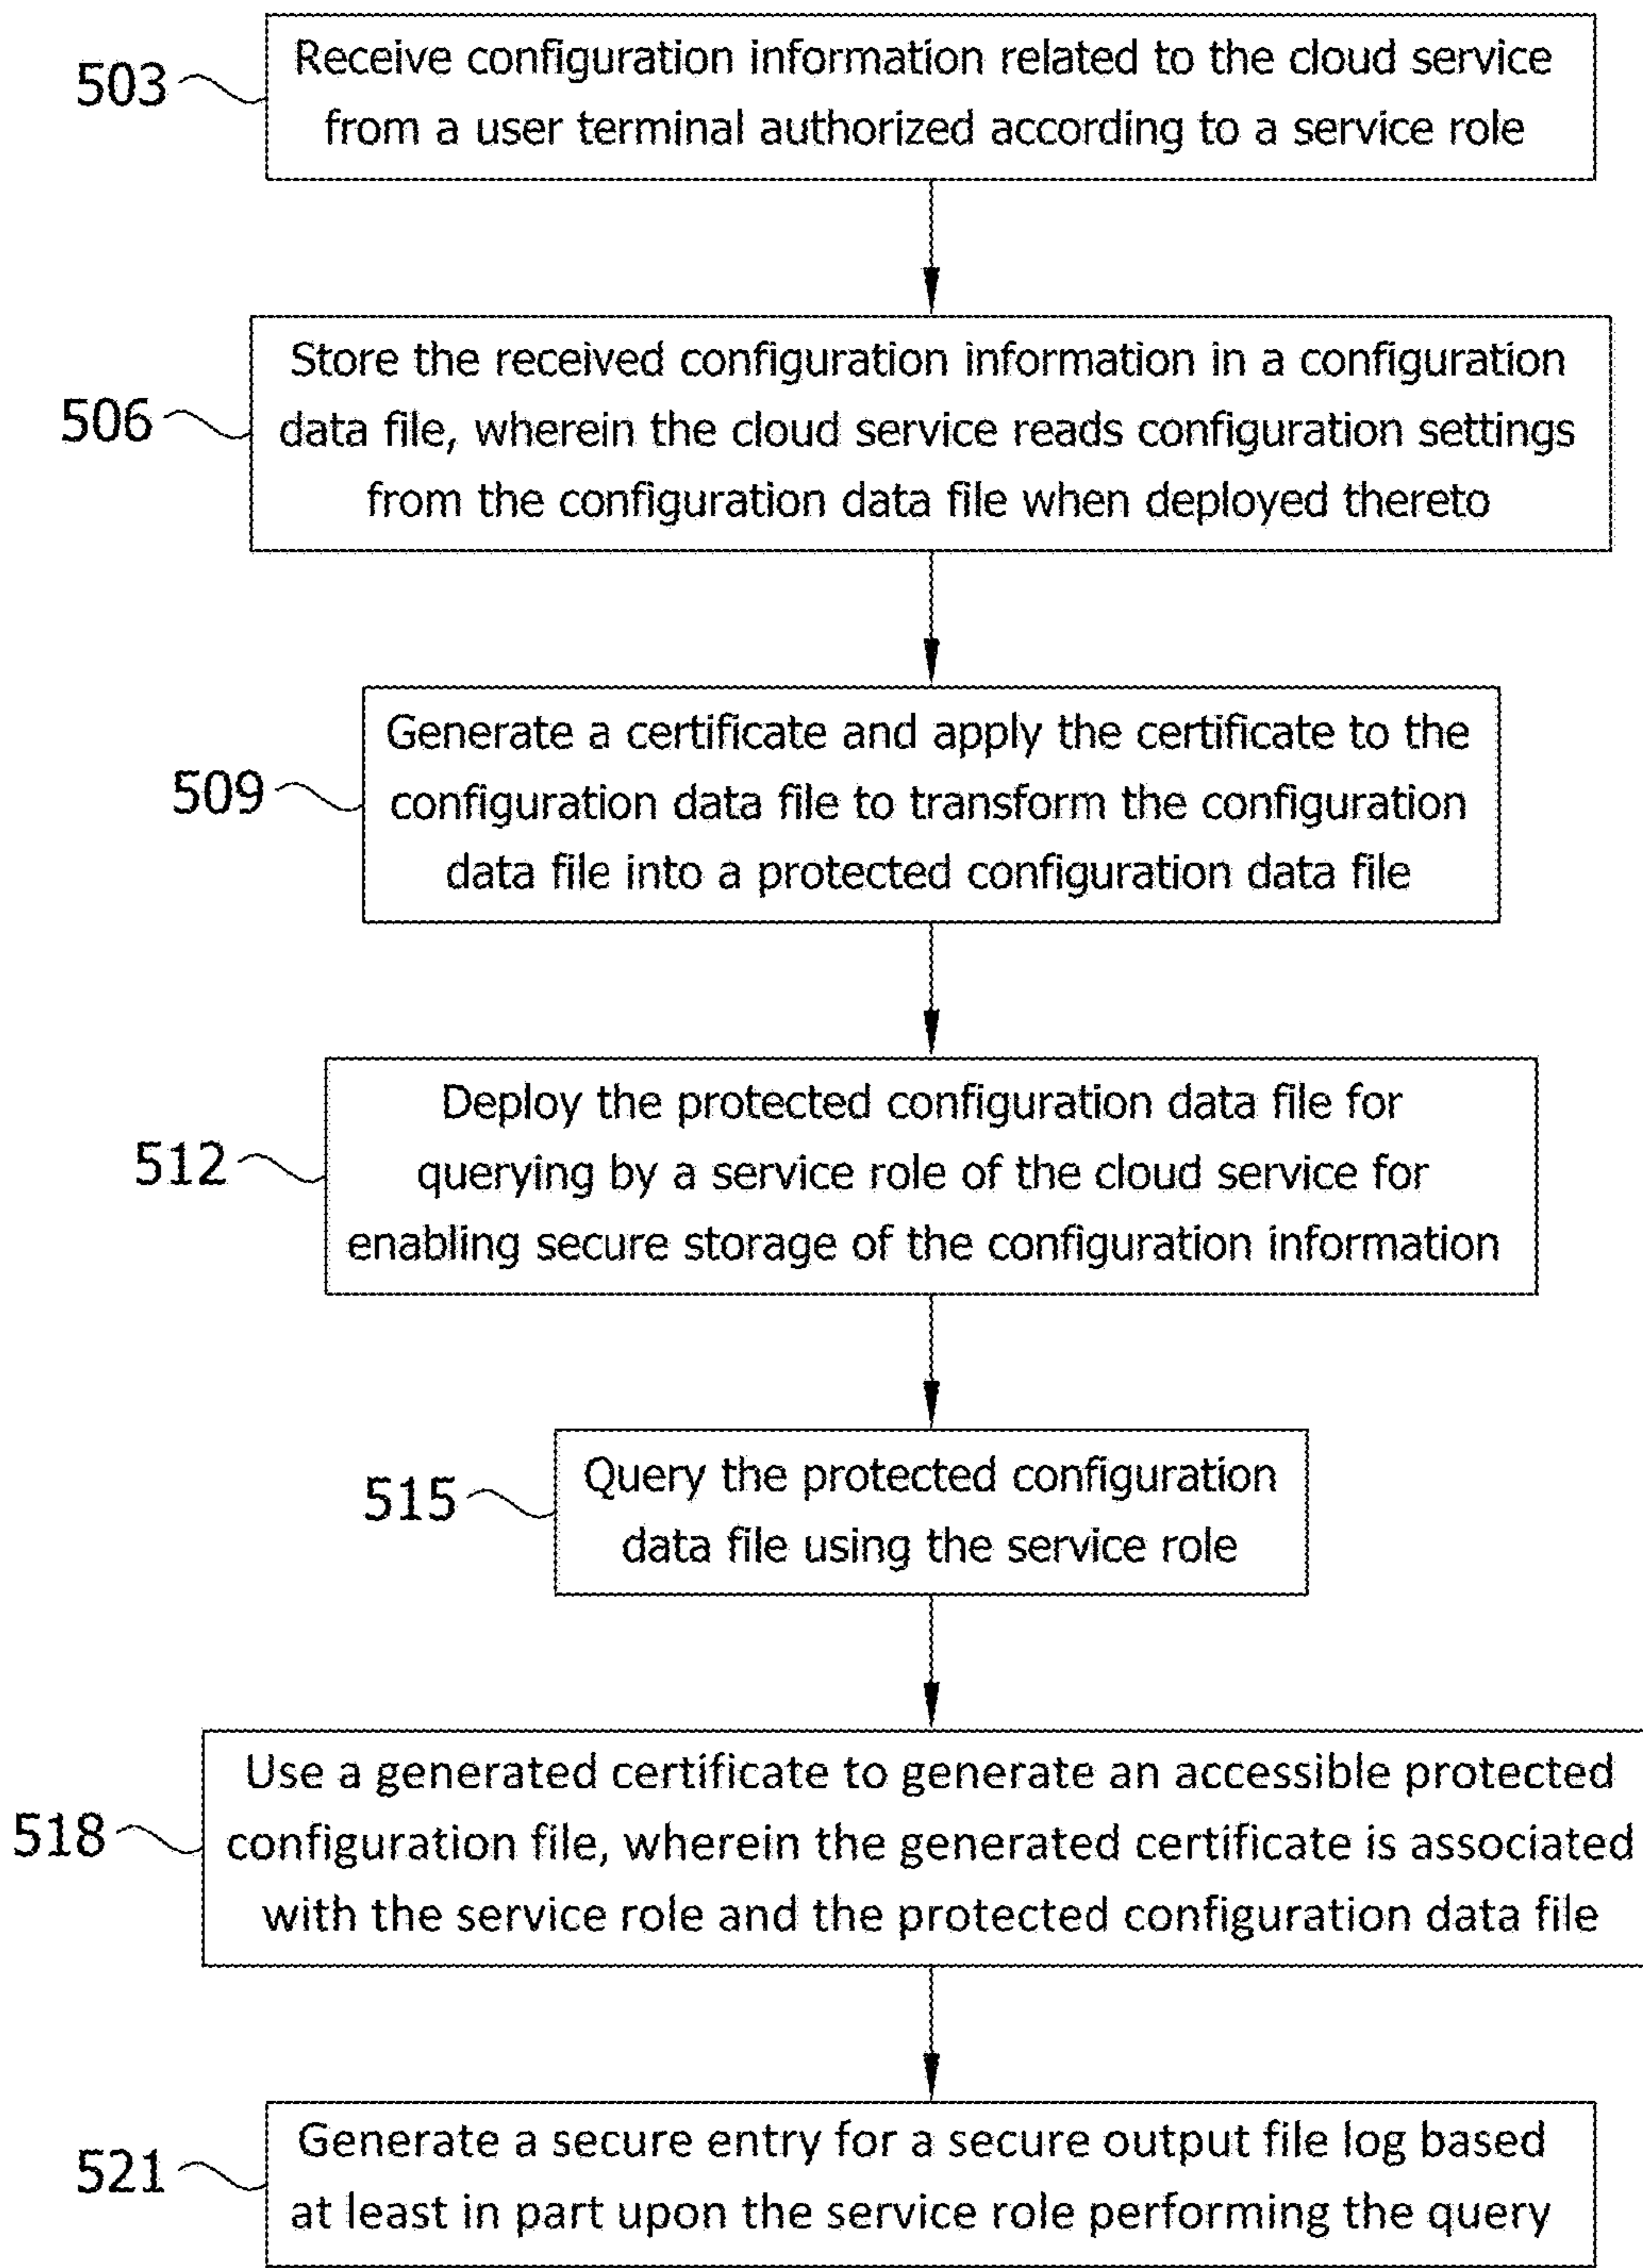 503
Receive configuration information related to the cloud service
from a user terminal authorized according to a service role
506
Store the received configuration information in a configuration
data file, wherein the cloud service reads configuration settings
from the configuration data file when deployed thereto
509
Generate a certificate and apply the certificate to the
configuration data file to transform the configuration
data file into a protected configuration data file
512
Deploy the protected configuration data file for
querying by a service role of the cloud service for
enabling secure storage of the configuration information
515
Query the protected configuration
data file using the service role
518
Use a generated certificate to generate an accessible protected
configuration file, wherein the generated certificate is associated
with the service role and the protected configuration data file
521
Generate a secure entry for a secure output file log based
at least in part upon the service role performing the query